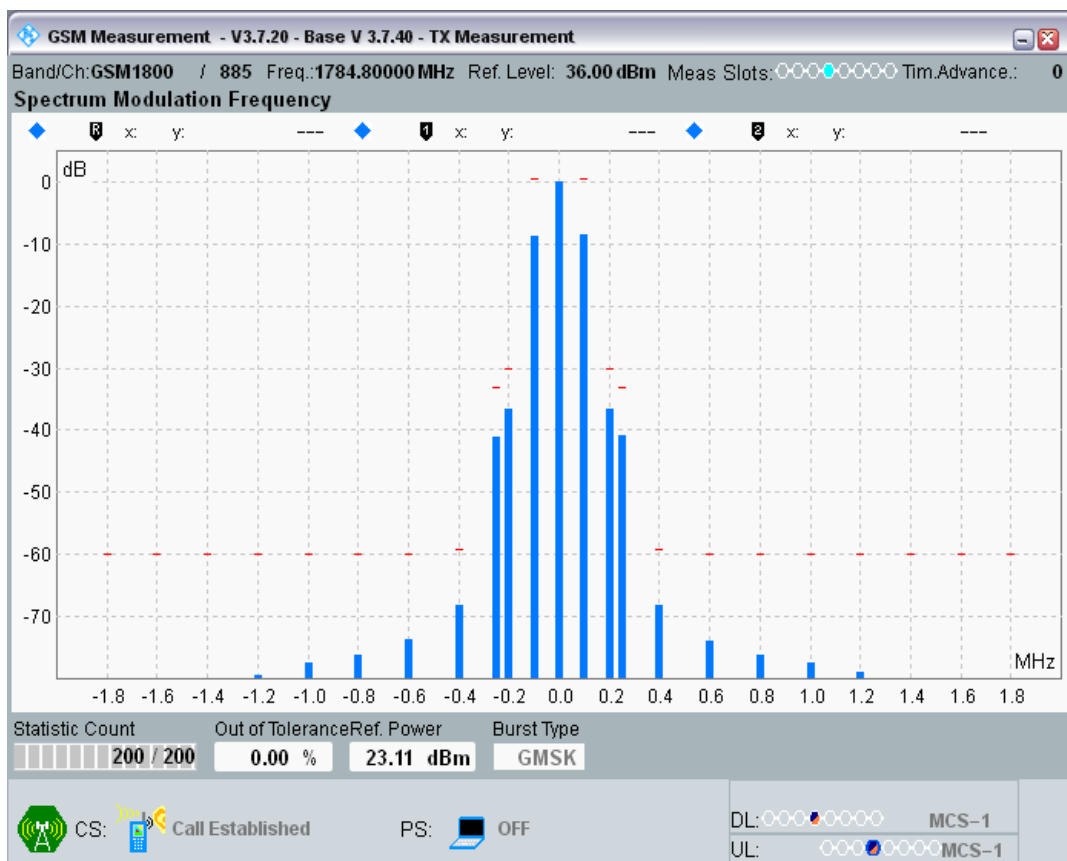 GSM Measurement - V3.7.20 - Base V 3.7.40 - TX Measurement
Band/Ch:GSM1800 / 885 Freq.:1784.80000 MHz Ref. Level: 36.00 dBm Meas Slots: Tim.Advance.: 0
Spectrum Modulation Frequency
R x: y: --- 1 x: y: --- 2 x: y: ---
dB
0
-10
-20
-30
-40
-50
-60
-70
MHz
-1.8 -1.6 -1.4 -1.2 -1.0 -0.8 -0.6 -0.4 -0.2 0.0 0.2 0.4 0.6 0.8 1.0 1.2 1.4 1.6 1.8
Statistic Count Out of Tolerance Ref. Power Burst Type
200 / 200 0.00 % 23.11 dBm GMSK
CS: Call Established PS: OFF
DL: MCS-1
UL: MCS-1